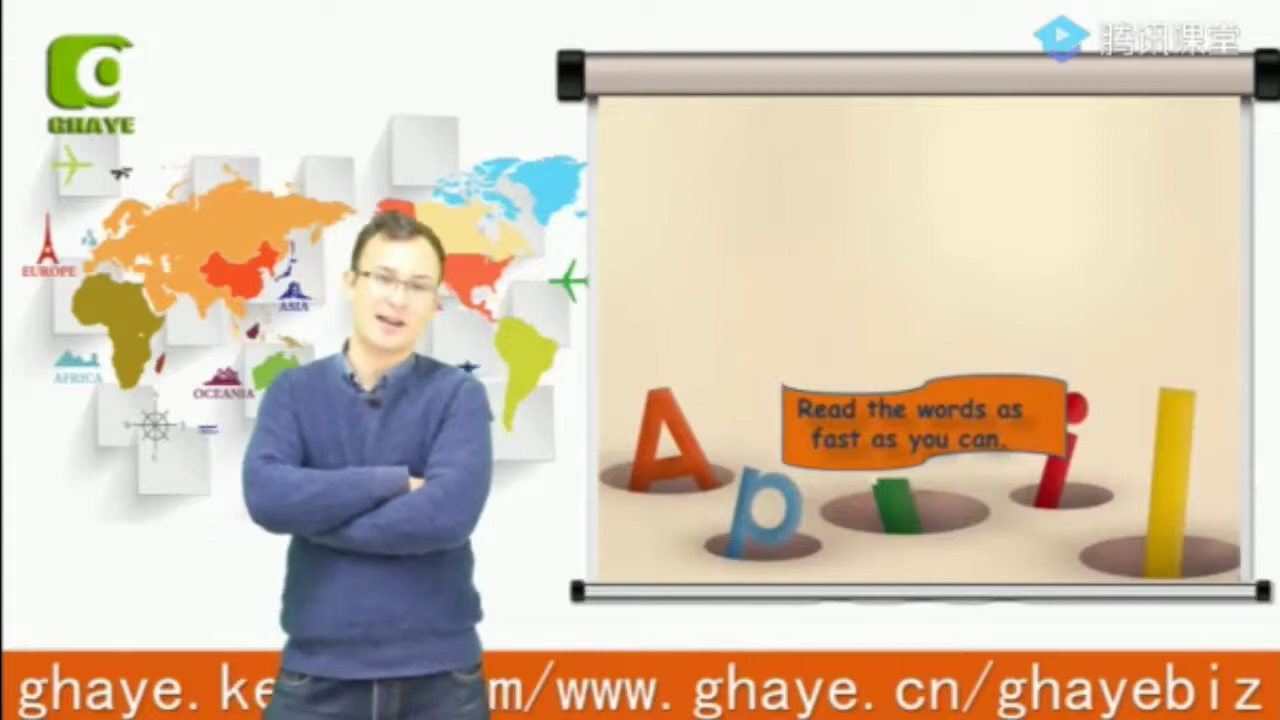 腾讯课堂
GHAYE
EUROPE
ASIA
AFRICA
OCEANIA
Read the words as
fast as you can.
A p r i l
ghaye.ke m/www.ghaye.cn/ghayebiz